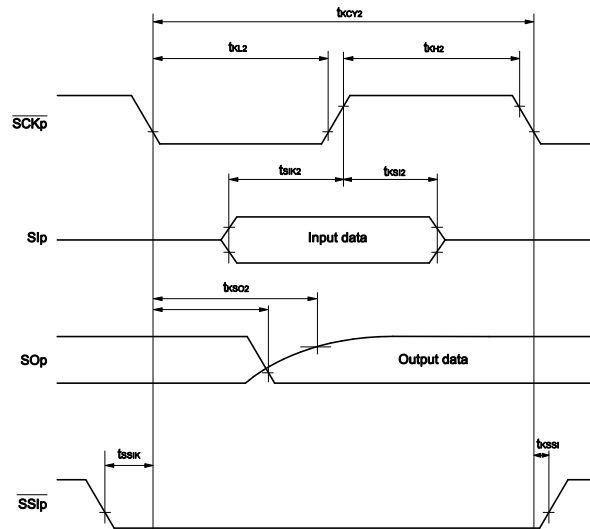 tKCY2
tKL2 tKH2
SCKp
tSIK2 tKSI2
SIp Input data
tKSO2
SOp Output data
tSSIK tKSSI
SSIp